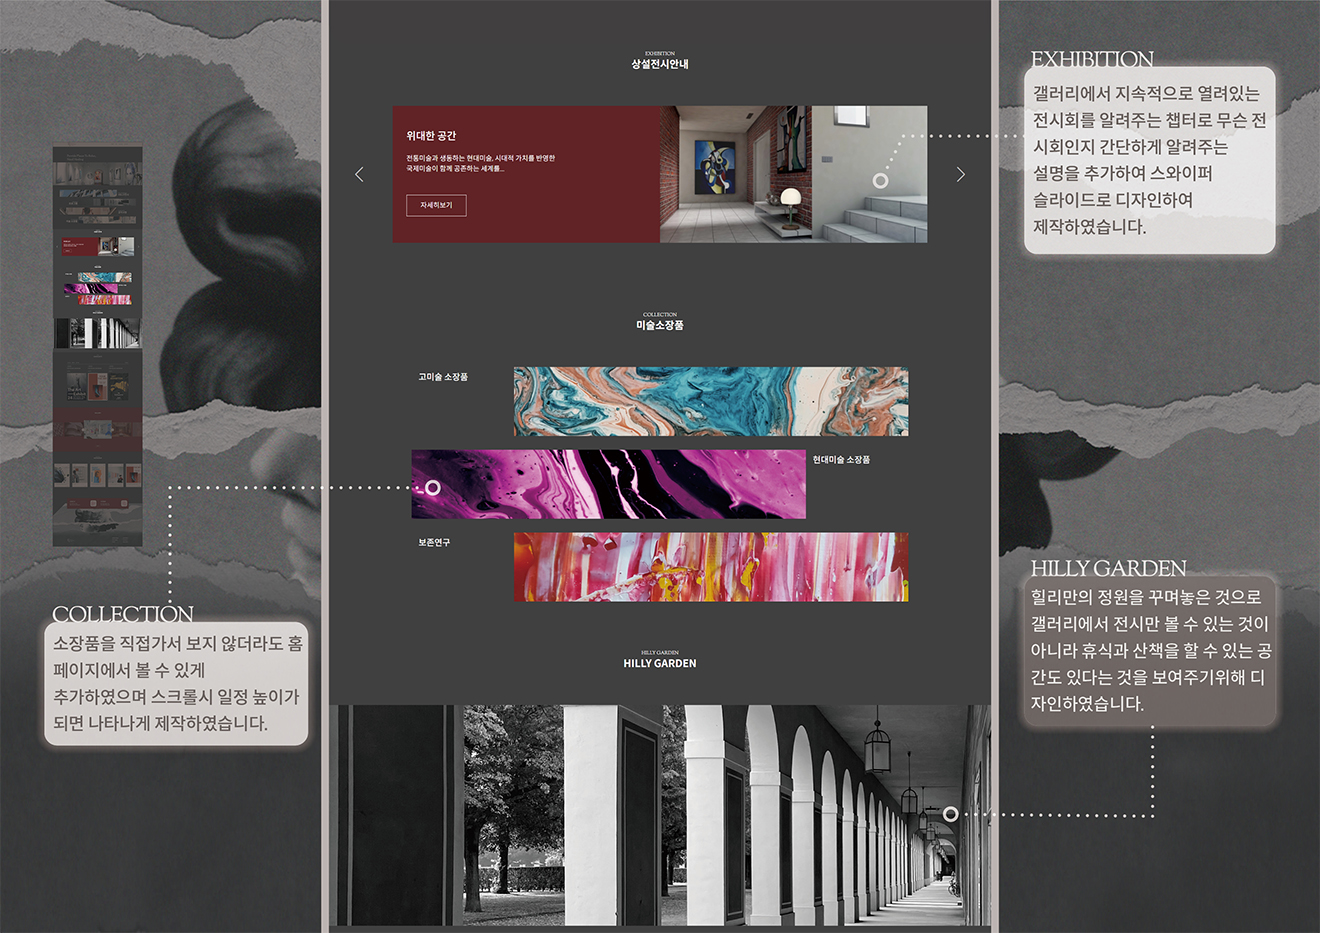 EXHIBITION
상설전시안내
위대한 공간
전통미술과 생동하는 현대미술, 시대적 가치를 반영한
국제미술이 함께 공존하는 세계를...
자세히보기
COLLECTION
미술소장품
고미술 소장품
현대미술 소장품
보존연구
HILLY GARDEN
HILLY GARDEN
COLLECTION
소장품을 직접가서 보지 않더라도 홈
페이지에서 볼 수 있게
추가하였으며 스크롤시 일정 높이가
되면 나타나게 제작하였습니다.
EXHIBITION
갤러리에서 지속적으로 열려있는
전시회를 알려주는 챕터로 무슨 전
시회인지 간단하게 알려주는
설명을 추가하여 스와이퍼
슬라이드로 디자인하여
제작하였습니다.
HILLY GARDEN
힐리만의 정원을 꾸며놓은 것으로
갤러리에서 전시만 볼 수 있는 것이
아니라 휴식과 산책을 할 수 있는 공
간도 있다는 것을 보여주기위해 디
자인하였습니다.